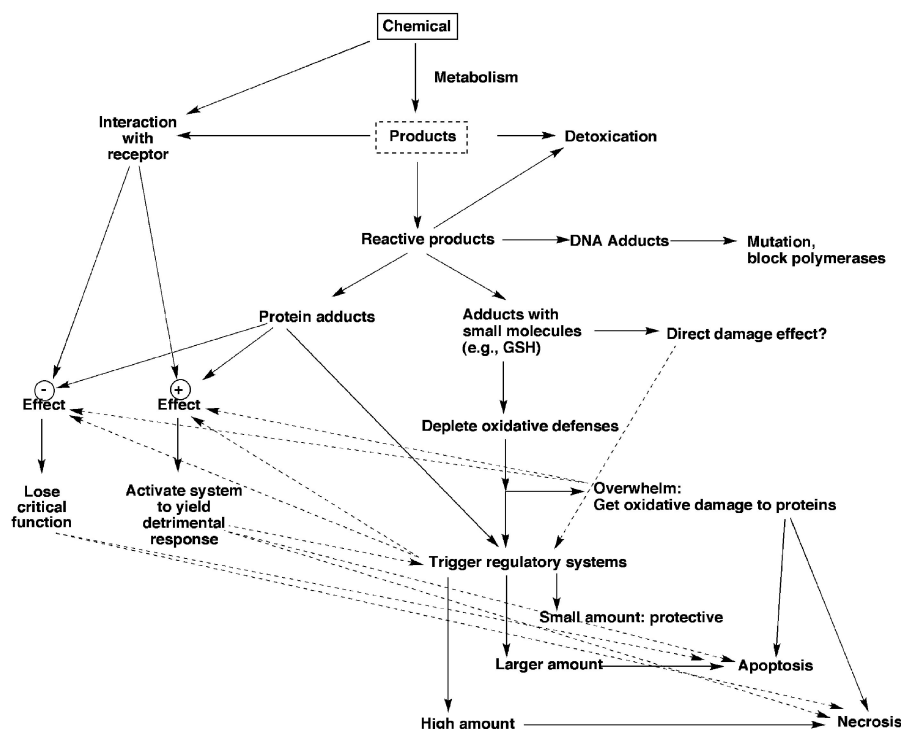 Chemical
Metabolism
Interaction
with
receptor
Products
Detoxication
Reactive products
DNA Adducts
Mutation,
block polymerases
Protein adducts
Adducts with
small molecules
(e.g., GSH)
Direct damage effect?
-
Effect
+
Effect
Deplete oxidative defenses
Lose
critical
function
Activate system
to yield
detrimental
response
Overwhelm:
Get oxidative damage to proteins
Trigger regulatory systems
Small amount: protective
Larger amount
Apoptosis
High amount
Necrosis